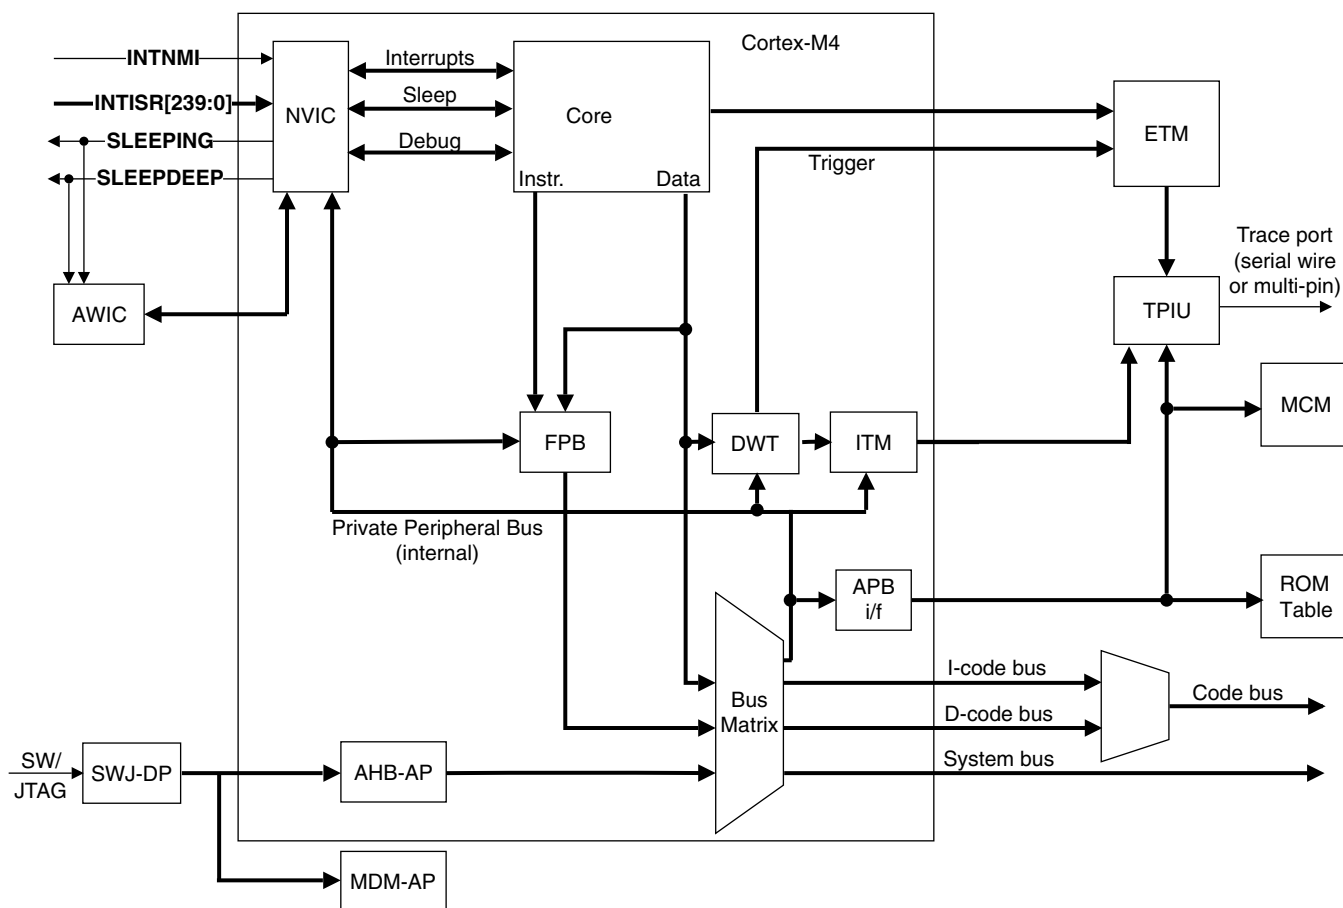 Cortex-M4
INTNMI
INTISR[239:0]
SLEEPING
SLEEPDEEP
NVIC
Interrupts
Sleep
Debug
Core
Instr.
Data
ETM
Trigger
Trace port
(serial wire
or multi-pin)
AWIC
TPIU
MCM
FPB
DWT
ITM
Private Peripheral Bus
(internal)
APB
i/f
ROM
Table
Bus
Matrix
I-code bus
D-code bus
System bus
Code bus
SW/
JTAG
SWJ-DP
AHB-AP
MDM-AP